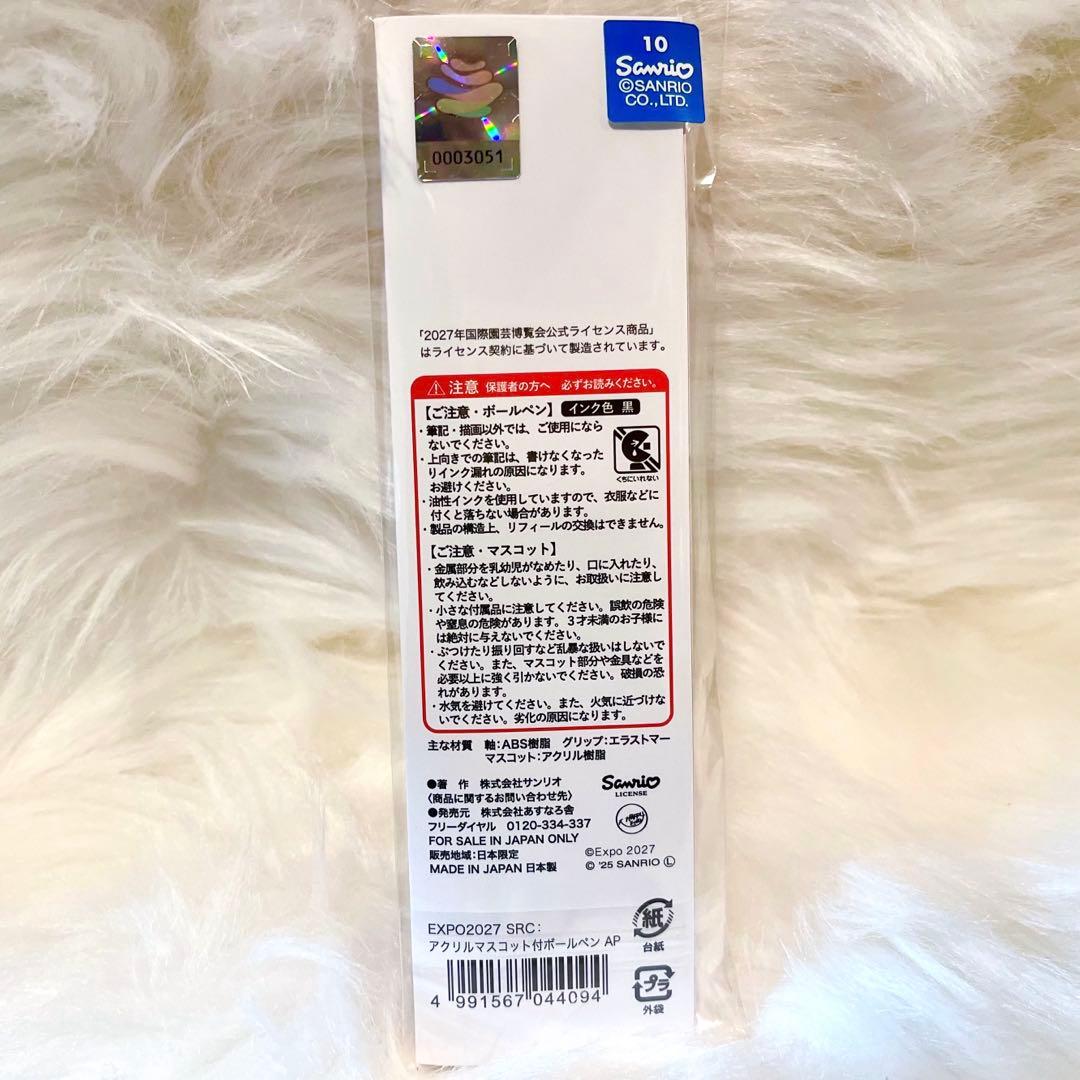 10
Sanrio
©SANRIO
CO.,LTD.
0003051
「2027年国際園芸博覧会公式ライセンス商品」
はライセンス契約に基づいて製造されています。
注意 保護者の方へ 必ずお読みください。
【ご注意・ボールペン】 インク色 黒
・筆記・描画以外では、ご使用になら
ないでください。
・上向きでの筆記は、書けなくなった
りインク漏れの原因になります。
お避けください。
くちにいれない
・油性インクを使用していますので、衣服などに
付くと落ちない場合があります。
・製品の構造上、リフィールの交換はできません。
【ご注意・マスコット】
・金属部分を乳幼児がなめたり、口に入れたり、
飲み込むなどしないように、お取扱いに注意し
てください。
・小さな付属品に注意してください。誤飲の危険
や窒息の危険があります。3才未満のお子様に
は絶対に与えないでください。
・ぶつけたり振り回すなど乱暴な扱いはしないで
ください。また、マスコット部分や金具などを
必要以上に強く引かないでください。破損の恐
れがあります。
・水気を避けてください。また、火気に近づけな
いでください。劣化の原因になります。
主な材質 軸:ABS樹脂 グリップ:エラストマー
マスコット:アクリル樹脂
●著 作 株式会社サンリオ
〈商品に関するお問い合わせ先〉
●発売元 株式会社あすなろ舎
フリーダイヤル 0120-334-337
FOR SALE IN JAPAN ONLY
販売地域:日本限定
MADE IN JAPAN 日本製
Sanrio
LICENSE
©Expo 2027
© '25 SANRIO Ⓛ
EXPO2027 SRC:
アクリルマスコット付ボールペン AP
4 991567 044094
紙
台紙
プラ
外袋